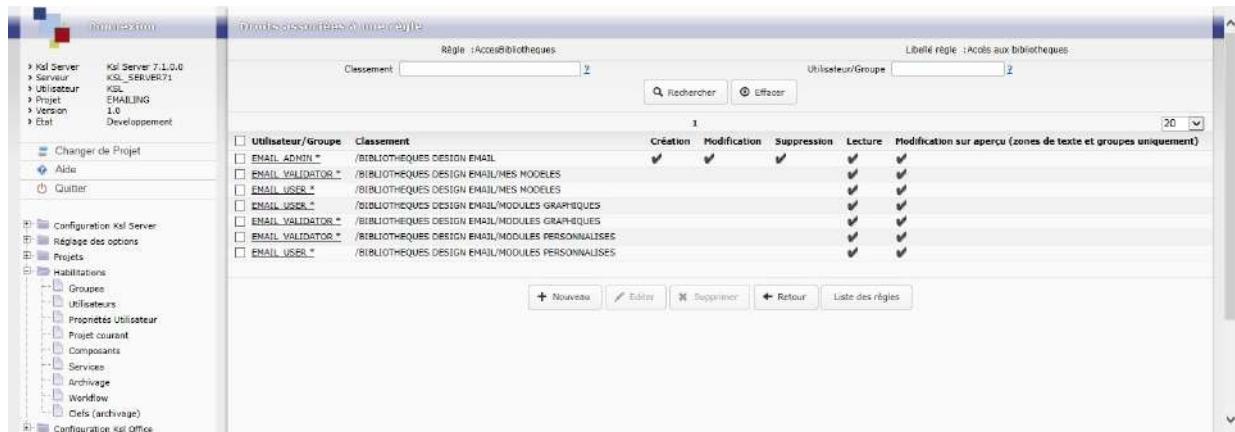 Connexion
Droits associées à une règle
Règle :AccesBibliotheques
Libellé règle :Accès aux bibliotheques
Ksl Server Ksl Server 7.1.0.0
Serveur KSL_SERVER71
Utilisateur KSL
Projet EMAILING
Version 1.0
Etat Developpement
Classement ?
Utilisateur/Groupe ?
Rechercher Effacer
1 20
Changer de Projet
Aide
Quitter
Utilisateur/Groupe Classement Création Modification Suppression Lecture Modification sur aperçu (zones de texte et groupes uniquement)
EMAIL_ADMIN * /BIBLIOTHEQUES DESIGN EMAIL ✔ ✔ ✔ ✔ ✔
EMAIL_VALIDATOR * /BIBLIOTHEQUES DESIGN EMAIL/MES MODELES ✔ ✔
EMAIL_USER * /BIBLIOTHEQUES DESIGN EMAIL/MES MODELES ✔ ✔
EMAIL_USER * /BIBLIOTHEQUES DESIGN EMAIL/MODULES GRAPHIQUES ✔ ✔
EMAIL_VALIDATOR * /BIBLIOTHEQUES DESIGN EMAIL/MODULES GRAPHIQUES ✔ ✔
EMAIL_VALIDATOR * /BIBLIOTHEQUES DESIGN EMAIL/MODULES PERSONNALISES ✔ ✔
EMAIL_USER * /BIBLIOTHEQUES DESIGN EMAIL/MODULES PERSONNALISES ✔ ✔
Nouveau Editer Supprimer Retour Liste des règles
Configuration Ksl Server
Réglage des options
Projets
Habilitations
Groupes
Utilisateurs
Propriétés Utilisateur
Projet courant
Composants
Services
Archivage
Workflow
Clefs (archivage)
Configuration Ksl Office